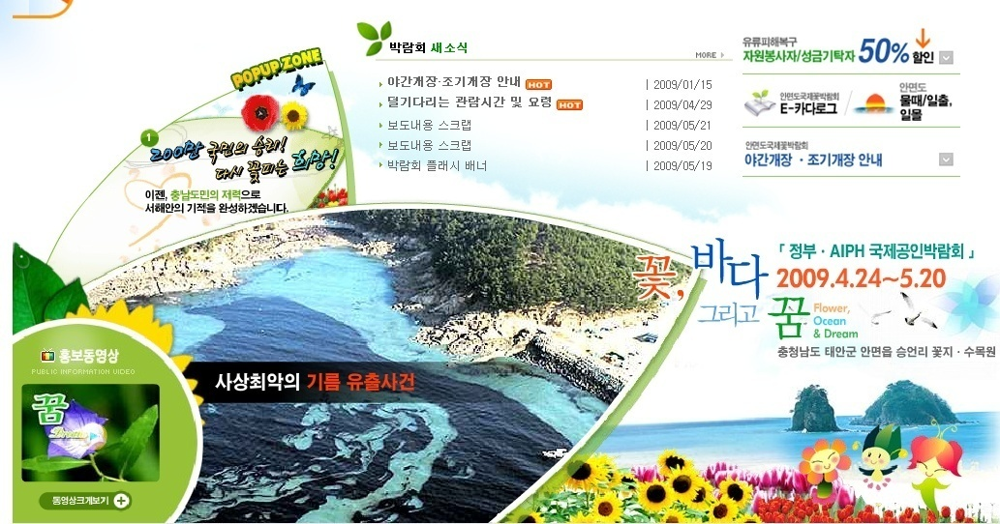 박람회 새소식
MORE
야간개장·조기개장 안내 HOT | 2009/01/15
덜기다리는 관람시간 및 요령 HOT | 2009/04/29
보도내용 스크랩 | 2009/05/21
보도내용 스크랩 | 2009/05/20
박람회 플래시 배너 | 2009/05/19
유류피해복구
자원봉사자/성금기탁자 50% 할인
안면도국제꽃박람회
E-카다로그
안면도
물때/일출,
일몰
안면도국제꽃박람회
야간개장 · 조기개장 안내
POPUP ZONE
1
200만 국민의 승리!
다시 꽃피는 희망!
이젠, 충남도민의 저력으로
서해안의 기적을 완성하겠습니다.
꽃, 바다
그리고 꿈
Flower,
Ocean
& Dream
「 정부 · AIPH 국제공인박람회 」
2009.4.24~5.20
충청남도 태안군 안면읍 승언리 꽃지 · 수목원
사상최악의 기름 유출사건
홍보동영상
PUBLIC INFORMATION VIDEO
꿈
Dream
동영상크게보기